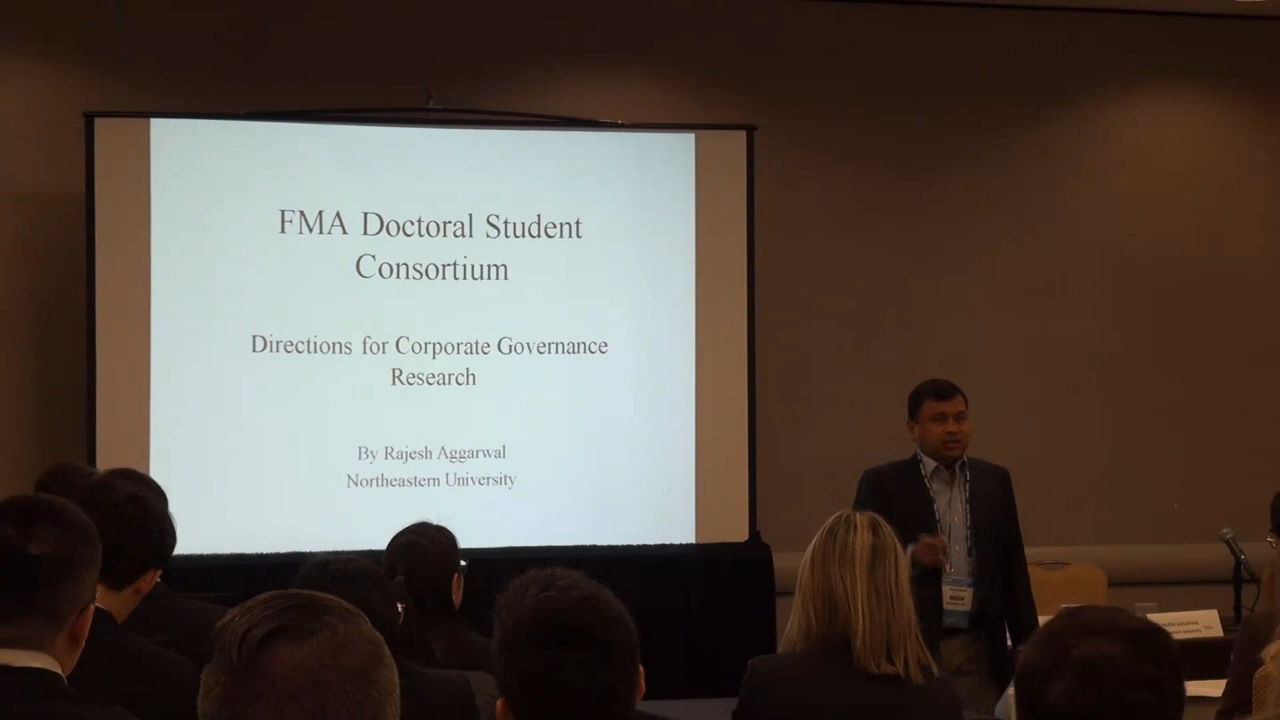 FMA Doctoral Student
Consortium
Directions for Corporate Governance
Research
By Rajesh Aggarwal
Northeastern University